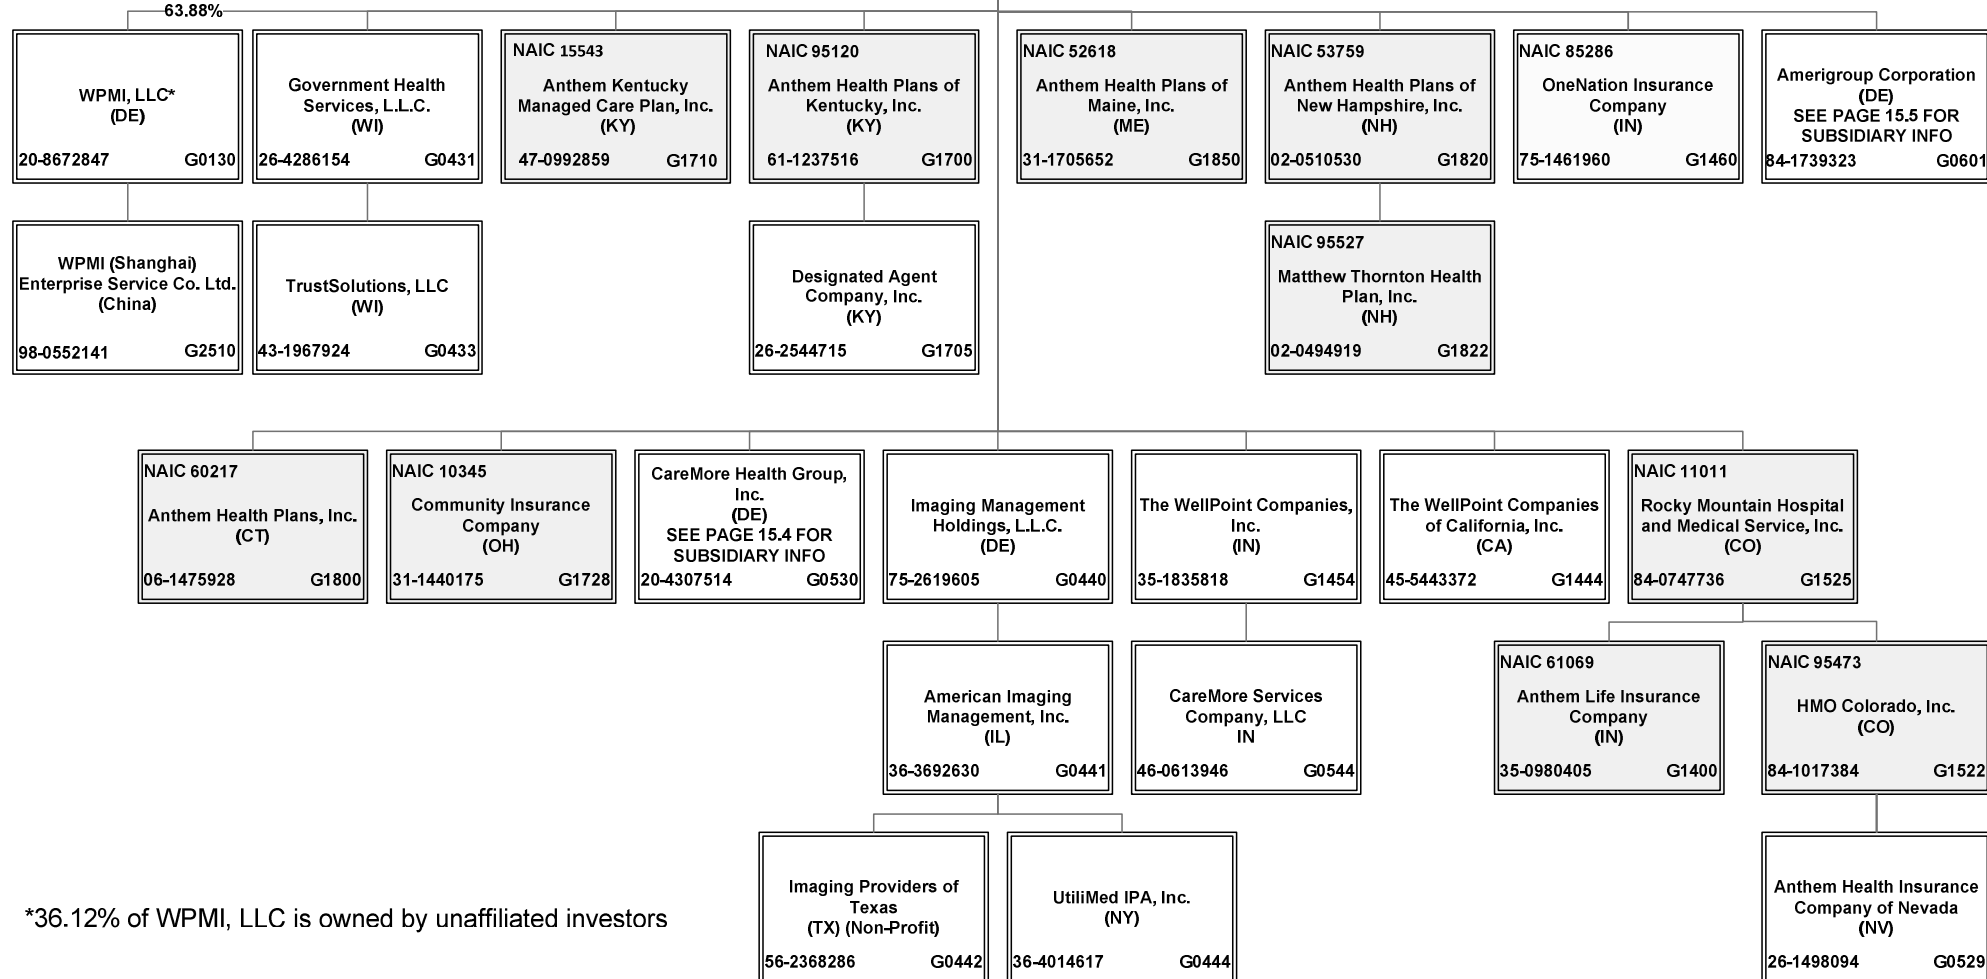 63.88%
WPMI, LLC*
(DE)
20-8672847 G0130
Government Health
Services, L.L.C.
(WI)
26-4286154 G0431
NAIC 15543
Anthem Kentucky
Managed Care Plan, Inc.
(KY)
47-0992859 G1710
NAIC 95120
Anthem Health Plans of
Kentucky, Inc.
(KY)
61-1237516 G1700
NAIC 52618
Anthem Health Plans of
Maine, Inc.
(ME)
31-1705652 G1850
NAIC 53759
Anthem Health Plans of
New Hampshire, Inc.
(NH)
02-0510530 G1820
NAIC 85286
OneNation Insurance
Company
(IN)
75-1461960 G1460
Amerigroup Corporation
(DE)
SEE PAGE 15.5 FOR
SUBSIDIARY INFO
84-1739323 G0601
WPMI (Shanghai)
Enterprise Service Co. Ltd.
(China)
98-0552141 G2510
TrustSolutions, LLC
(WI)
43-1967924 G0433
Designated Agent
Company, Inc.
(KY)
26-2544715 G1705
NAIC 95527
Matthew Thornton Health
Plan, Inc.
(NH)
02-0494919 G1822
NAIC 60217
Anthem Health Plans, Inc.
(CT)
06-1475928 G1800
NAIC 10345
Community Insurance
Company
(OH)
31-1440175 G1728
CareMore Health Group,
Inc.
(DE)
SEE PAGE 15.4 FOR
SUBSIDIARY INFO
20-4307514 G0530
Imaging Management
Holdings, L.L.C.
(DE)
75-2619605 G0440
The WellPoint Companies,
Inc.
(IN)
35-1835818 G1454
The WellPoint Companies
of California, Inc.
(CA)
45-5443372 G1444
NAIC 11011
Rocky Mountain Hospital
and Medical Service, Inc.
(CO)
84-0747736 G1525
American Imaging
Management, Inc.
(IL)
36-3692630 G0441
CareMore Services
Company, LLC
IN
46-0613946 G0544
NAIC 61069
Anthem Life Insurance
Company
(IN)
35-0980405 G1400
NAIC 95473
HMO Colorado, Inc.
(CO)
84-1017384 G1522
Imaging Providers of
Texas
(TX) (Non-Profit)
56-2368286 G0442
UtiliMed IPA, Inc.
(NY)
36-4014617 G0444
Anthem Health Insurance
Company of Nevada
(NV)
26-1498094 G0529
*36.12% of WPMI, LLC is owned by unaffiliated investors